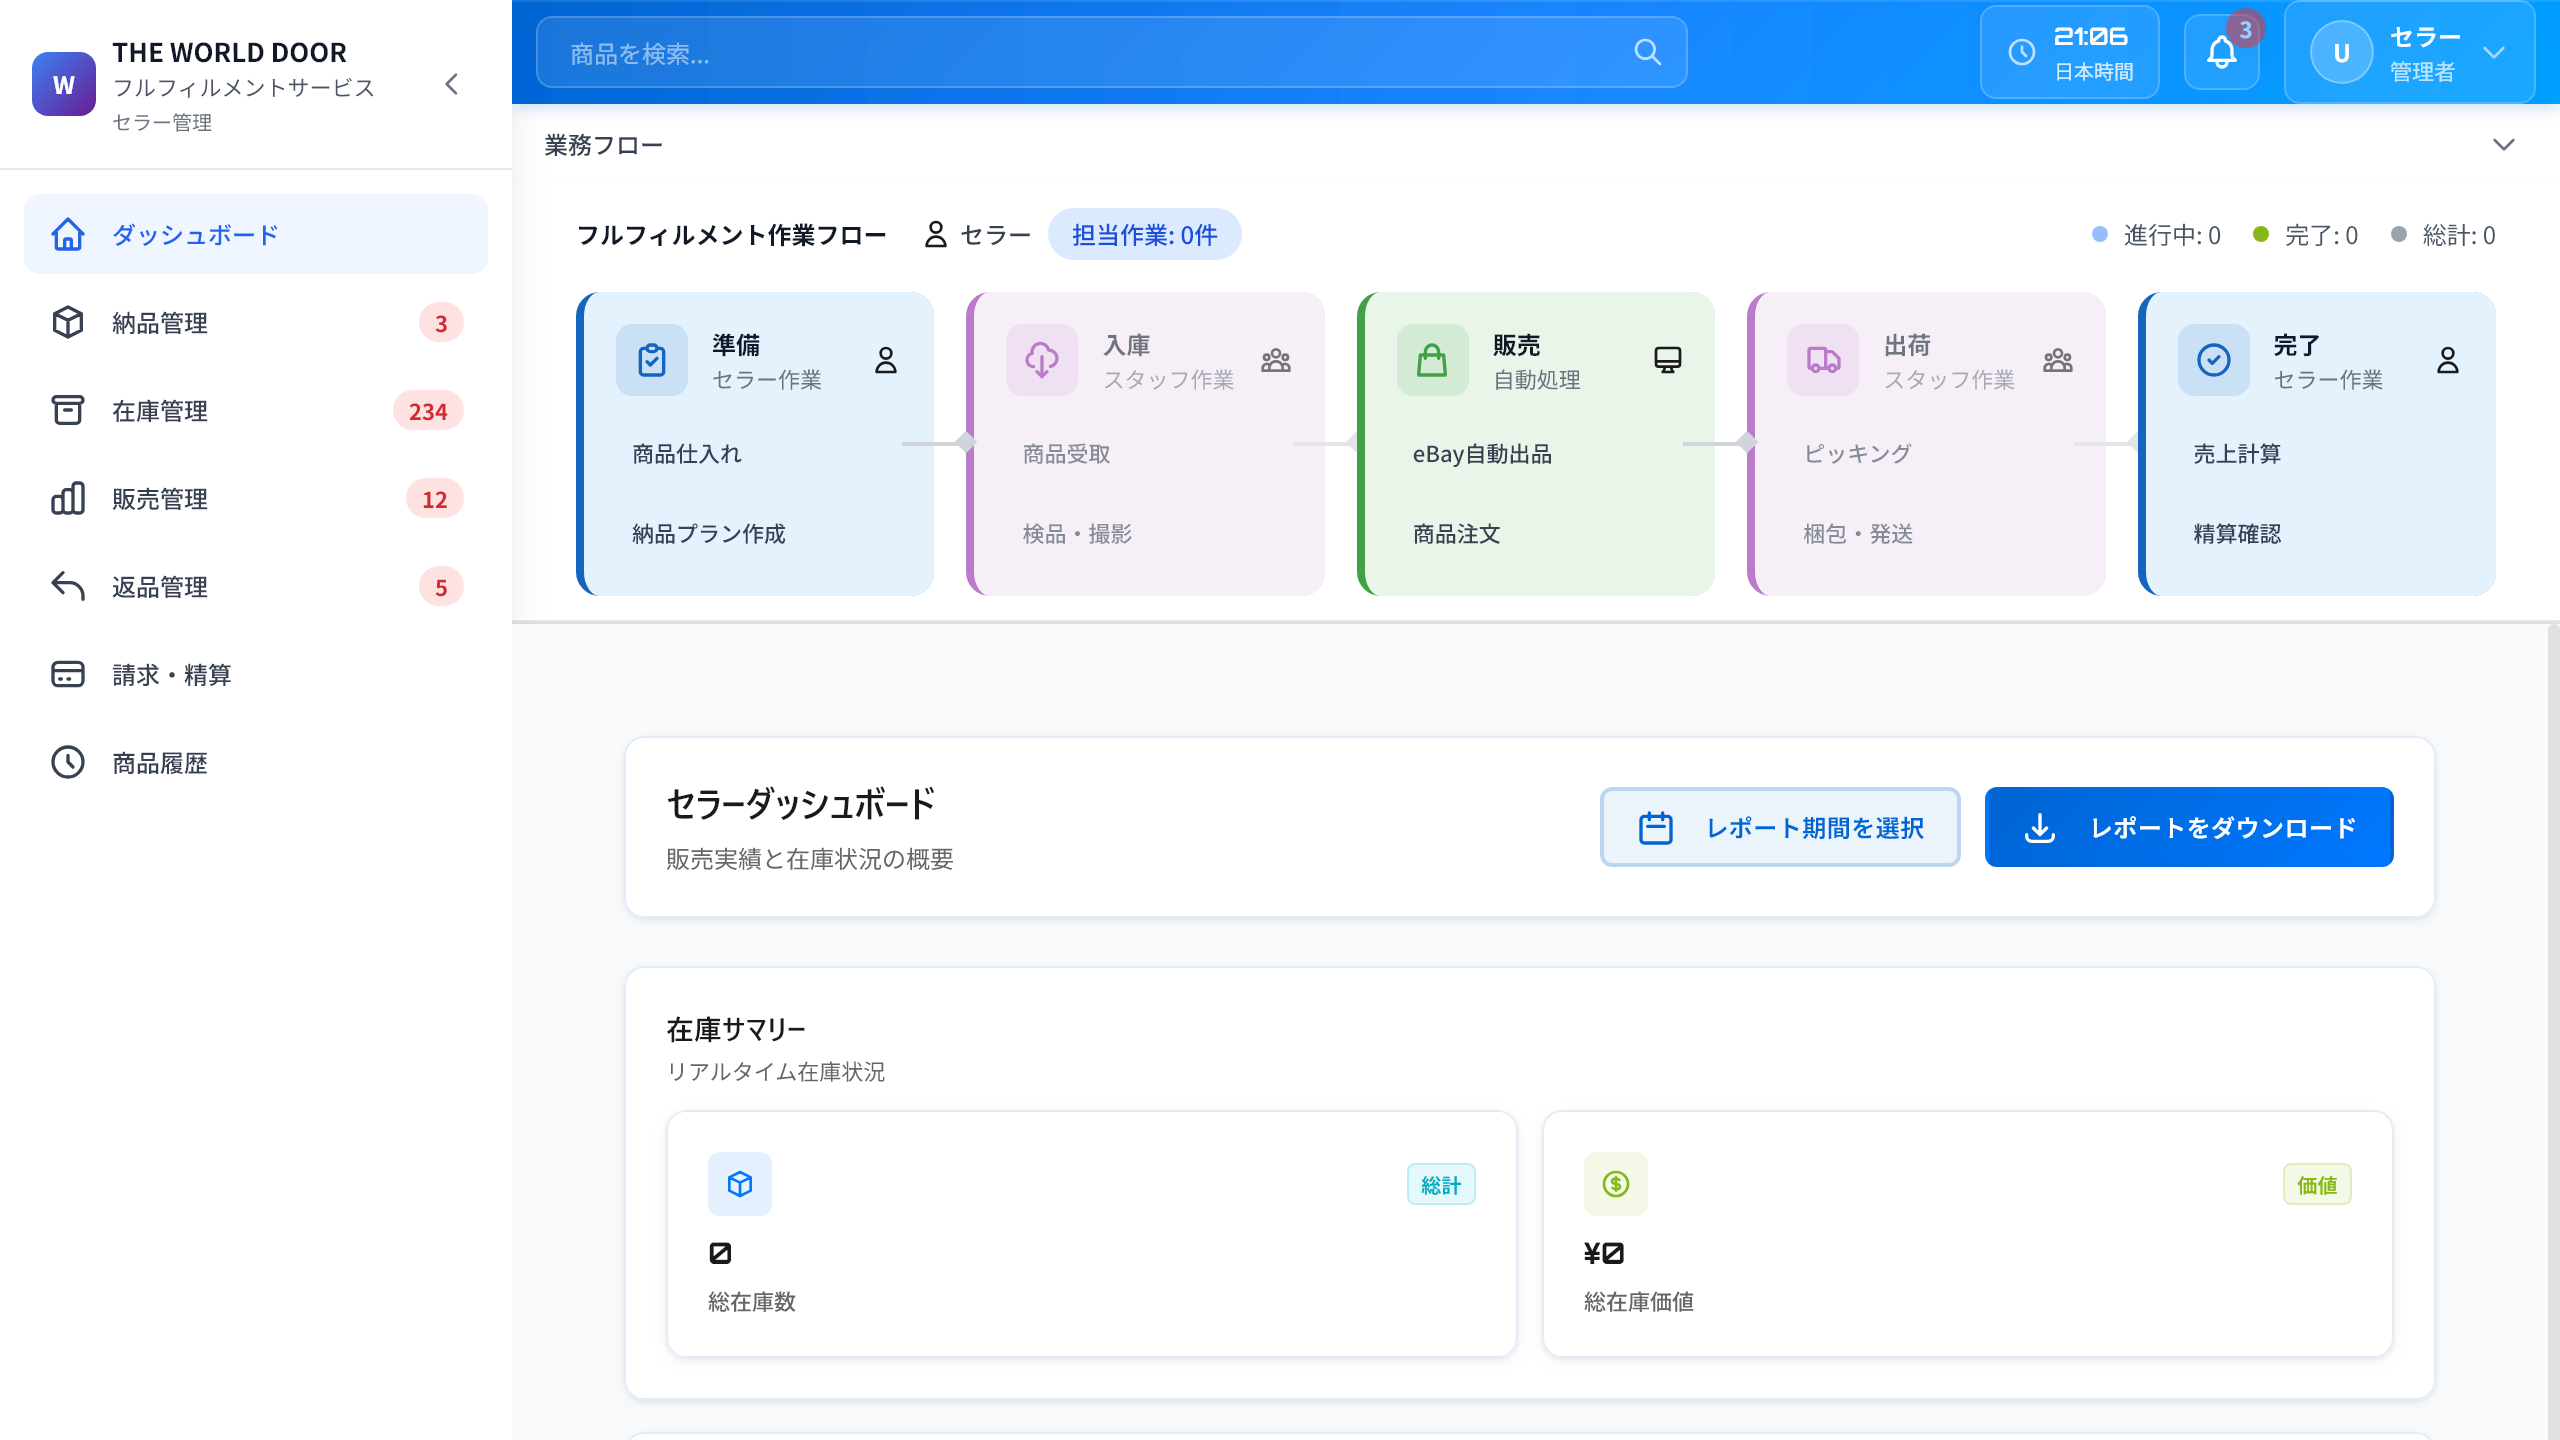 W
THE WORLD DOOR
フルフィルメントサービス
セラー管理
ダッシュボード
納品管理
3
在庫管理
234
販売管理
12
返品管理
5
請求・精算
商品履歴
商品を検索...
21:06
日本時間
3
U
セラー
管理者
業務フロー
フルフィルメント作業フロー
セラー
担当作業: 0件
進行中: 0
完了: 0
総計: 0
準備
セラー作業
商品仕入れ
納品プラン作成
入庫
スタッフ作業
商品受取
検品・撮影
販売
自動処理
eBay自動出品
商品注文
出荷
スタッフ作業
ピッキング
梱包・発送
完了
セラー作業
売上計算
精算確認
セラーダッシュボード
販売実績と在庫状況の概要
レポート期間を選択
レポートをダウンロード
在庫サマリー
リアルタイム在庫状況
総計
0
総在庫数
価値
¥0
総在庫価値